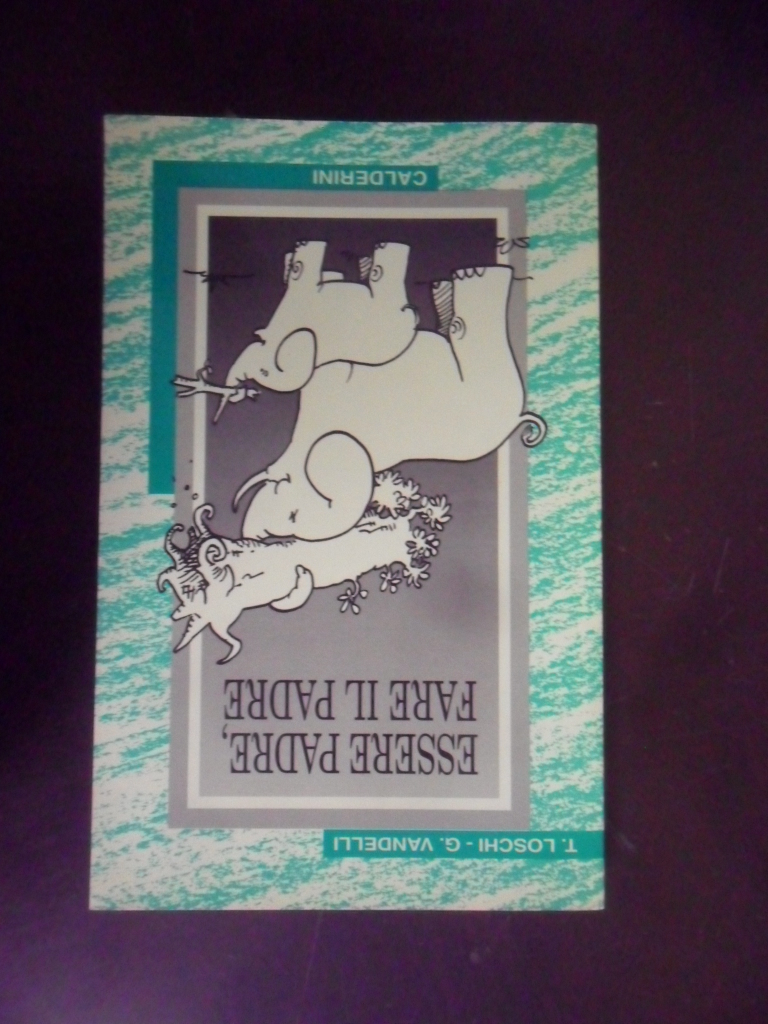 T. LOSCHI - G. VANDELLI
ESSERE PADRE,
FARE IL PADRE
CALDERINI